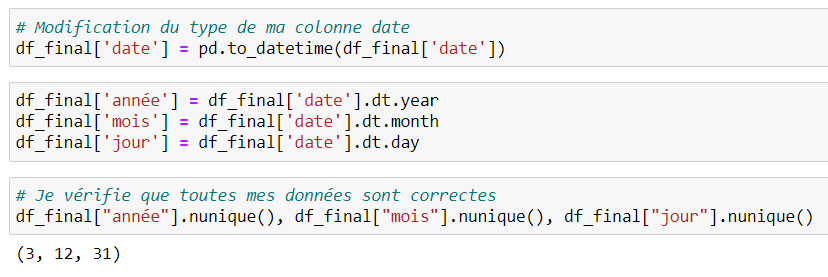 # Modification du type de ma colonne date
df_final['date'] = pd.to_datetime(df_final['date'])
df_final['année'] = df_final['date'].dt.year
df_final['mois'] = df_final['date'].dt.month
df_final['jour'] = df_final['date'].dt.day
# Je vérifie que toutes mes données sont correctes
df_final["année"].nunique(), df_final["mois"].nunique(), df_final["jour"].nunique()
(3, 12, 31)